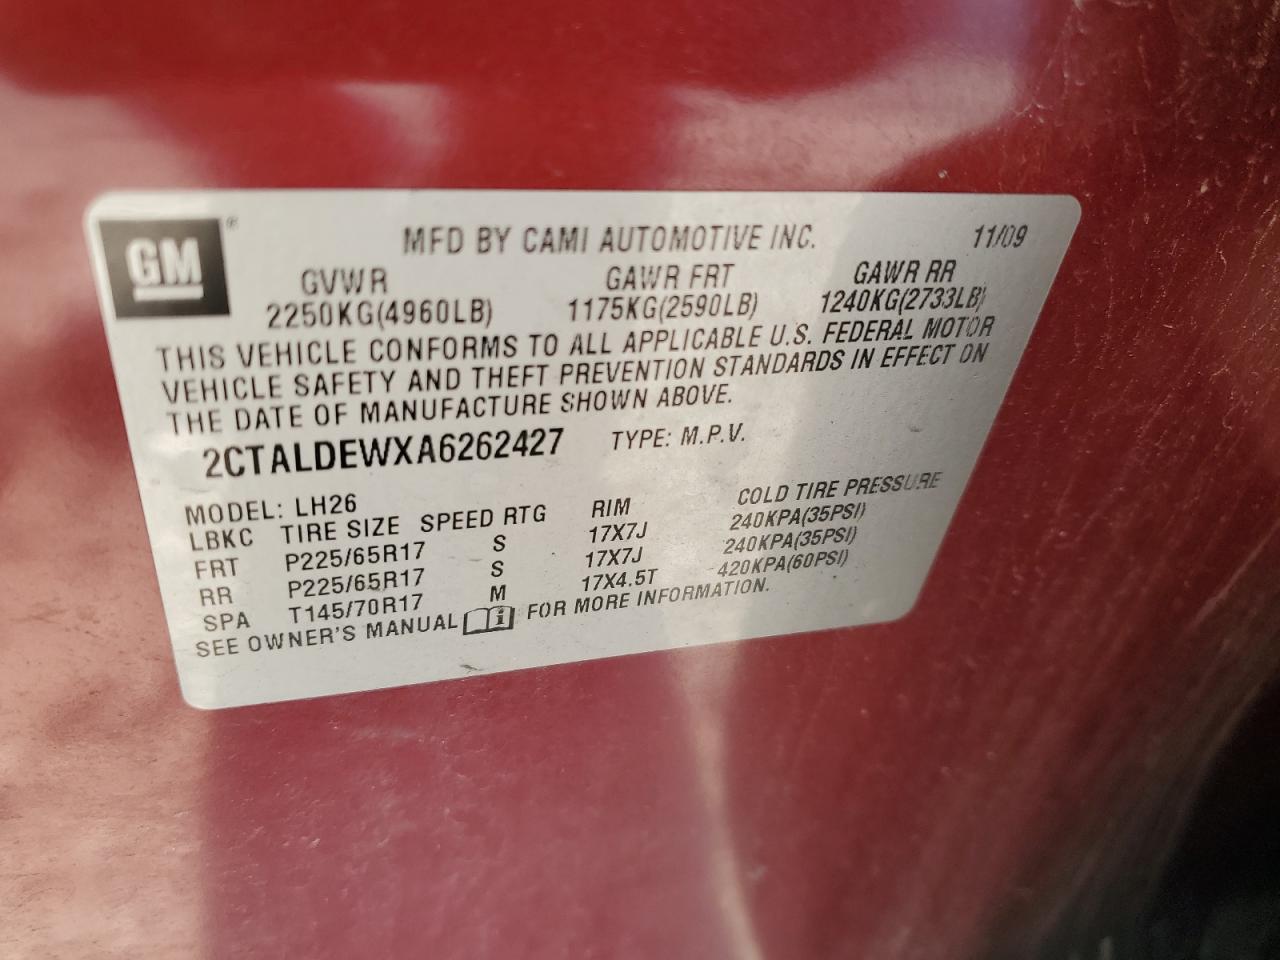 GM ®
MFD BY CAMI AUTOMOTIVE INC. 11/09
GVWR GAWR FRT GAWR RR
2250KG(4960LB) 1175KG(2590LB) 1240KG(2733LB)
THIS VEHICLE CONFORMS TO ALL APPLICABLE U.S. FEDERAL MOTOR
VEHICLE SAFETY AND THEFT PREVENTION STANDARDS IN EFFECT ON
THE DATE OF MANUFACTURE SHOWN ABOVE.
2CTALDEWXA6262427 TYPE: M.P.V.
MODEL: LH26
LBKC TIRE SIZE SPEED RTG RIM COLD TIRE PRESSURE
FRT P225/65R17 S 17X7J 240KPA(35PSI)
RR P225/65R17 S 17X7J 240KPA(35PSI)
SPA T145/70R17 M 17X4.5T 420KPA(60PSI)
SEE OWNER'S MANUAL i FOR MORE INFORMATION.